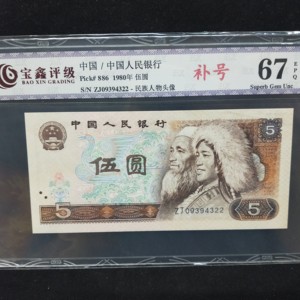 宝鑫评级
BAO XIN GRADING
中国 / 中国人民银行
Pick# 886 1980年 伍圆
S/N ZJ09394322 - 民族人物头像
补号
67
EPQ
Superb Gem Unc
中国人民银行
5
伍圆
5
ZJ09394322
5